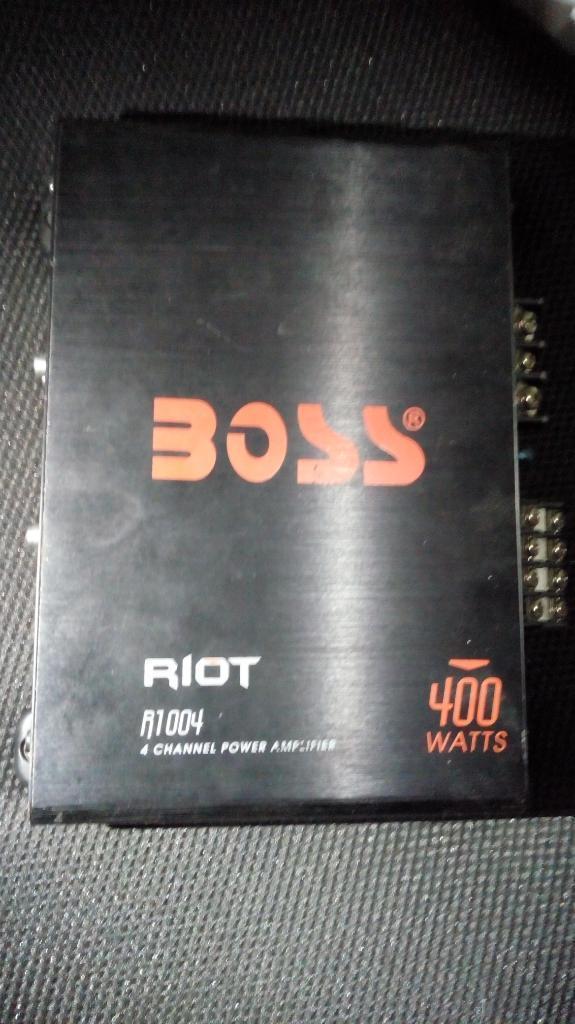 BOSS®
RIOT
R1004
4 CHANNEL POWER AMPLIFIER
400
WATTS